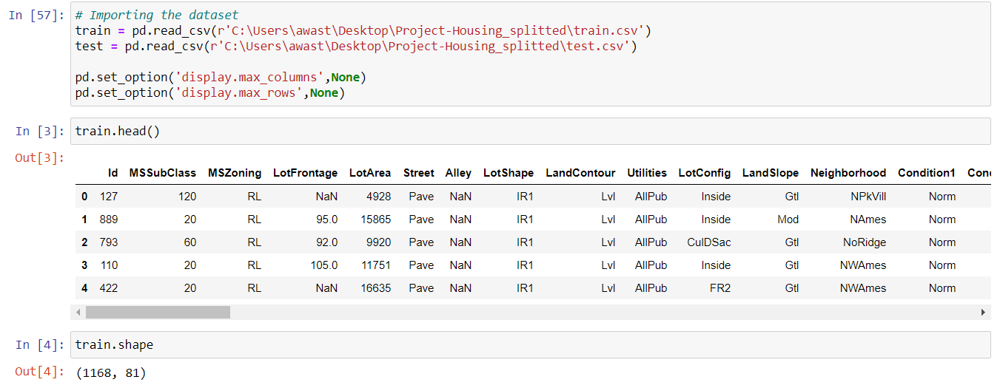 In [57]: # Importing the dataset
train = pd.read_csv(r'C:\Users\awast\Desktop\Project-Housing_splitted\train.csv')
test = pd.read_csv(r'C:\Users\awast\Desktop\Project-Housing_splitted\test.csv')
pd.set_option('display.max_columns',None)
pd.set_option('display.max_rows',None)
In [3]: train.head()
Out[3]:
Id MSSubClass MSZoning LotFrontage LotArea Street Alley LotShape LandContour Utilities LotConfig LandSlope Neighborhood Condition1 Conc
0 127 120 RL NaN 4928 Pave NaN IR1 Lvl AllPub Inside Gtl NPkVill Norm
1 889 20 RL 95.0 15865 Pave NaN IR1 Lvl AllPub Inside Mod NAmes Norm
2 793 60 RL 92.0 9920 Pave NaN IR1 Lvl AllPub CulDSac Gtl NoRidge Norm
3 110 20 RL 105.0 11751 Pave NaN IR1 Lvl AllPub Inside Gtl NWAmes Norm
4 422 20 RL NaN 16635 Pave NaN IR1 Lvl AllPub FR2 Gtl NWAmes Norm
In [4]: train.shape
Out[4]: (1168, 81)